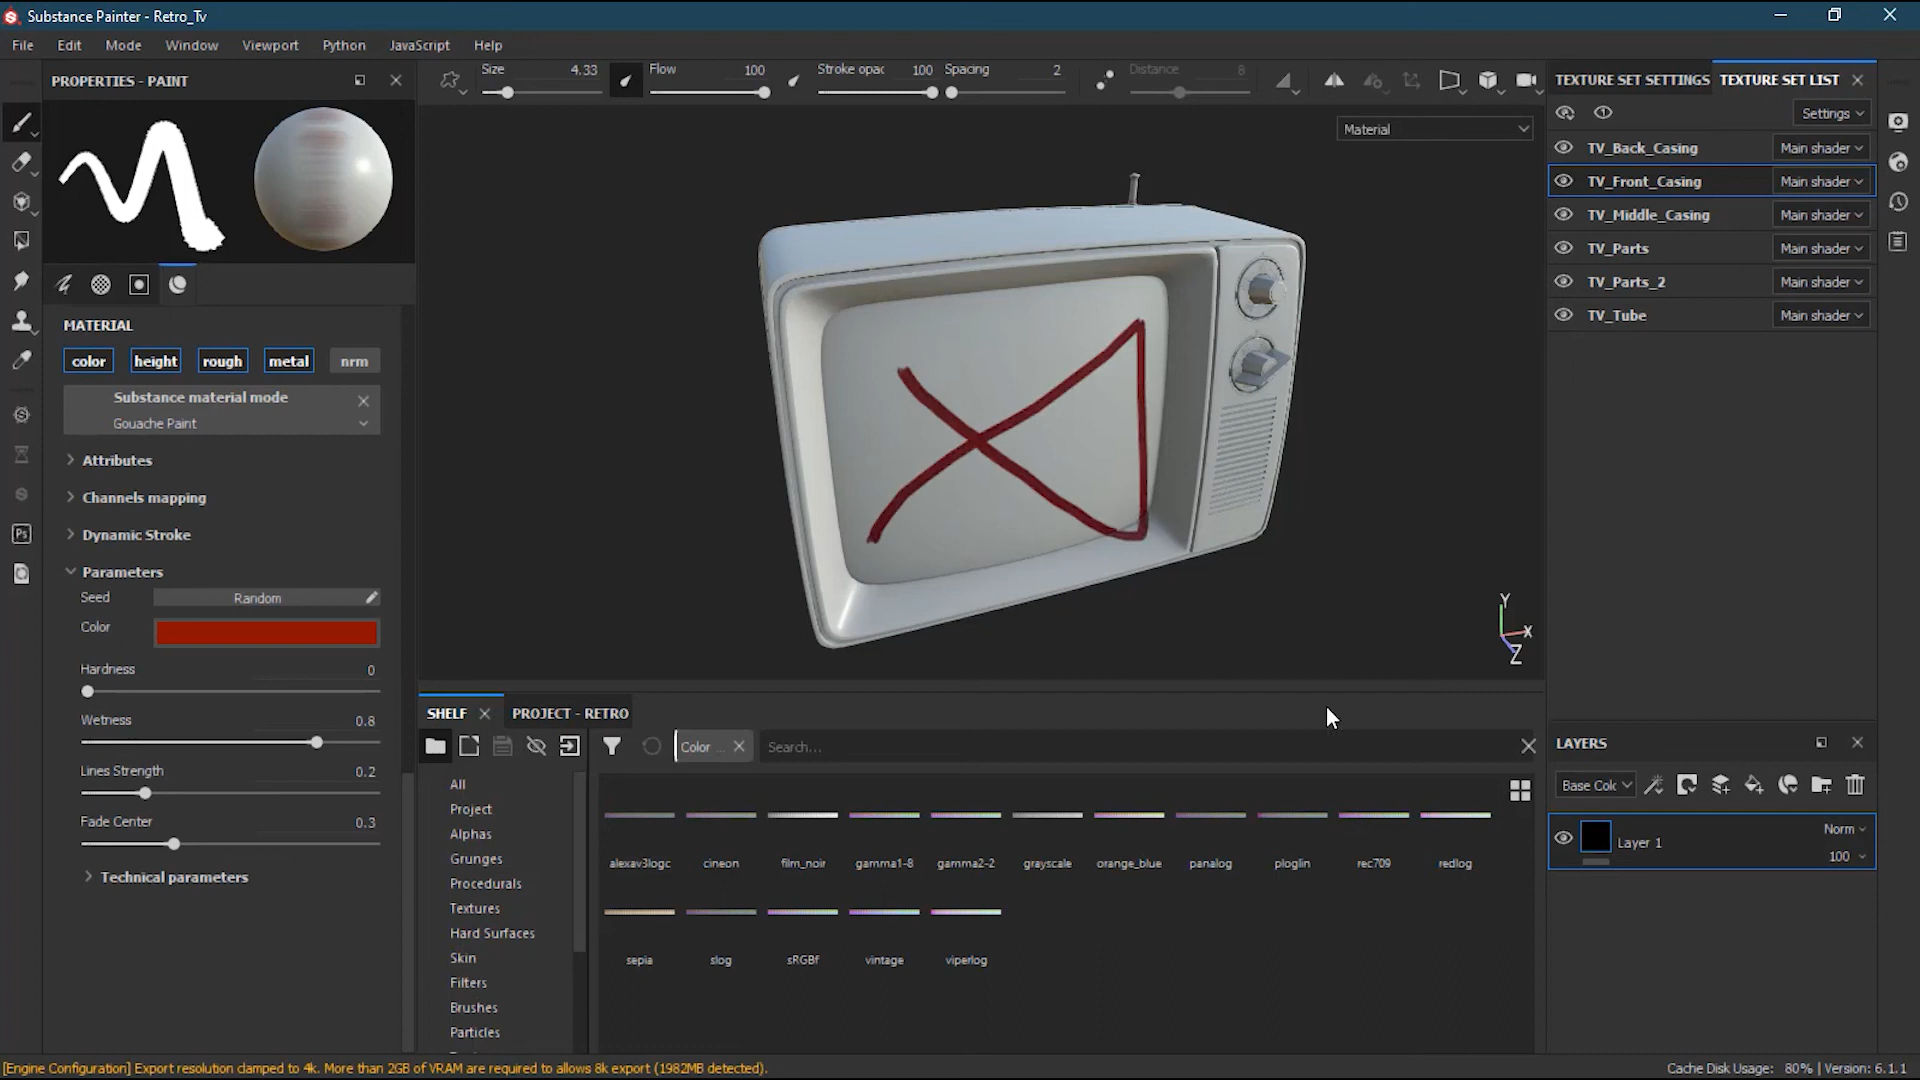 Substance Painter - Retro_Tv
File Edit Mode Window Viewport Python JavaScript Help
PROPERTIES - PAINT
Size 4.33 Flow 100 Stroke opac 100 Spacing 2 Distance 8
Material
MATERIAL
color height rough metal nrm
Substance material mode
Gouache Paint
Attributes
Channels mapping
Dynamic Stroke
Parameters
Seed Random
Color
Hardness 0
Wetness 0.8
Lines Strength 0.2
Fade Center 0.3
Technical parameters
Y
X
Z
SHELF PROJECT - RETRO
Color ... Search...
All
Project
Alphas
Grunges
Procedurals
Textures
Hard Surfaces
Skin
Filters
Brushes
Particles
alexav3logc cineon film_noir gamma1-8 gamma2-2 grayscale orange_blue panalog ploglin rec709 redlog
sepia slog sRGBf vintage viperlog
TEXTURE SET SETTINGS TEXTURE SET LIST
Settings
TV_Back_Casing Main shader
TV_Front_Casing Main shader
TV_Middle_Casing Main shader
TV_Parts Main shader
TV_Parts_2 Main shader
TV_Tube Main shader
LAYERS
Base Col
Layer 1 Norm
100
Ps
[Engine Configuration] Export resolution clamped to 4k. More than 2GB of VRAM are required to allows 8k export (1982MB detected).
Cache Disk Usage: 80% | Version: 6.1.1